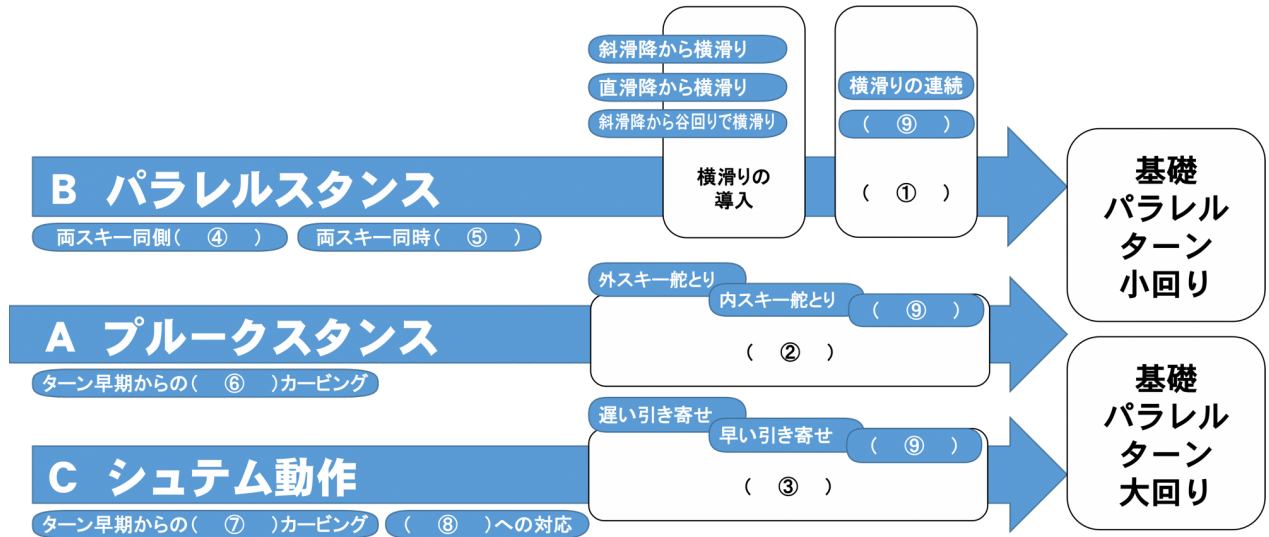 斜滑降から横滑り
直滑降から横滑り
斜滑降から谷回りで横滑り
横滑りの
導入
横滑りの連続
( ⑨ )
( ① )
B パラレルスタンス
両スキー同側( ④ )
両スキー同時( ⑤ )
基礎
パラレル
ターン
小回り
外スキー舵とり
内スキー舵とり
( ⑨ )
( ② )
A プルークスタンス
ターン早期からの( ⑥ )カービング
基礎
パラレル
ターン
大回り
遅い引き寄せ
早い引き寄せ
( ⑨ )
( ③ )
C シュテム動作
ターン早期からの( ⑦ )カービング
( ⑧ )への対応